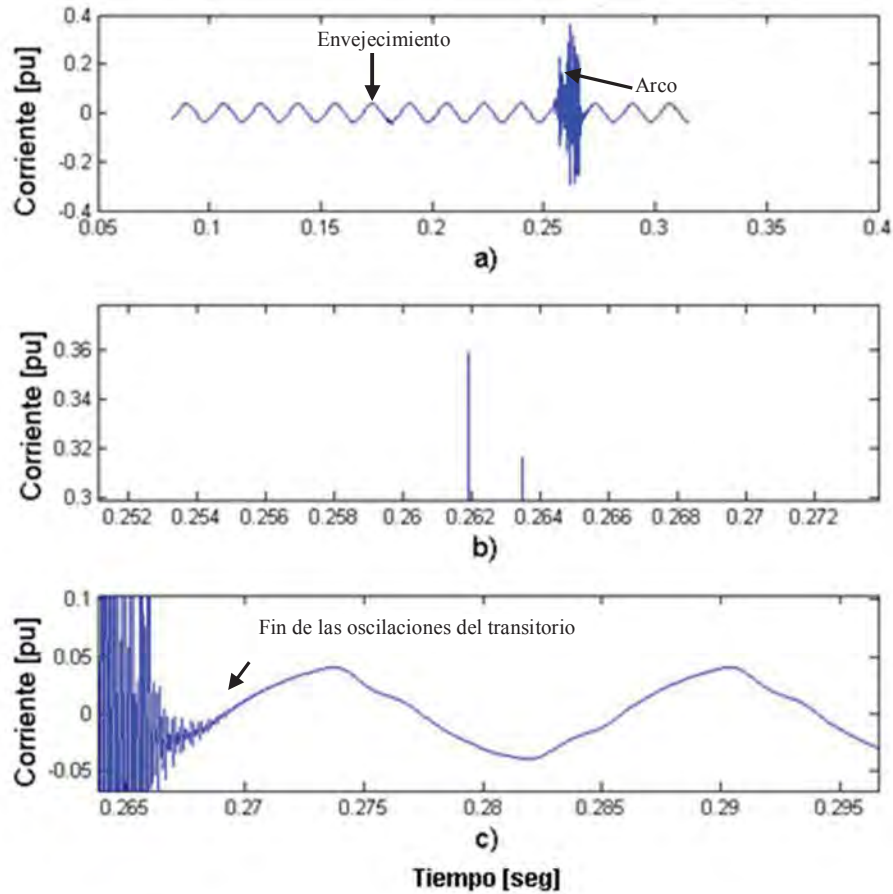 0.4
Envejecimiento
0.2
Arco
0
-0.2
-0.4
Corriente [pu]
0.05 0.1 0.15 0.2 0.25 0.3 0.35 0.4
a)
0.36
0.34
0.32
0.3
Corriente [pu]
0.252 0.254 0.256 0.258 0.26 0.262 0.264 0.266 0.268 0.27 0.272
b)
0.1
Fin de las oscilaciones del transitorio
0.05
0
-0.05
Corriente [pu]
0.265 0.27 0.275 0.28 0.285 0.29 0.295
c)
Tiempo [seg]